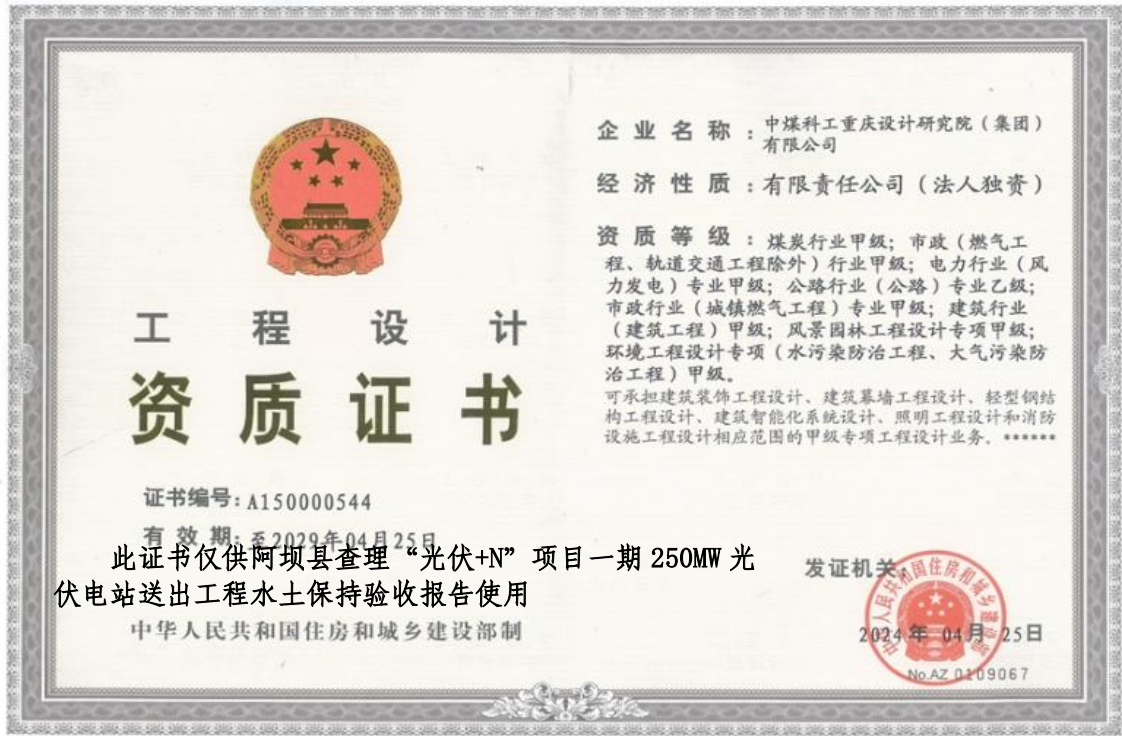 工程设计
资质证书
证书编号：A150000544
有效期：至2029年04月25日
此证书仅供阿坝县查理“光伏+N”项目一期 250MW 光
伏电站送出工程水土保持验收报告使用
中华人民共和国住房和城乡建设部制
企业名称：中煤科工重庆设计研究院（集团）
有限公司
经济性质：有限责任公司（法人独资）
资质等级：煤炭行业甲级；市政（燃气工
程、轨道交通工程除外）行业甲级；电力行业（风
力发电）专业甲级；公路行业（公路）专业乙级；
市政行业（城镇燃气工程）专业甲级；建筑行业
（建筑工程）甲级；风景园林工程设计专项甲级；
环境工程设计专项（水污染防治工程、大气污染防
治工程）甲级。
可承担建筑装饰工程设计、建筑幕墙工程设计、轻型钢结
构工程设计、建筑智能化系统设计、照明工程设计和消防
设施工程设计相应范围的甲级专项工程设计业务。******
发证机关：
中华人民共和国住房和城乡建设部
2024年 04月 25日
No.AZ 0109067